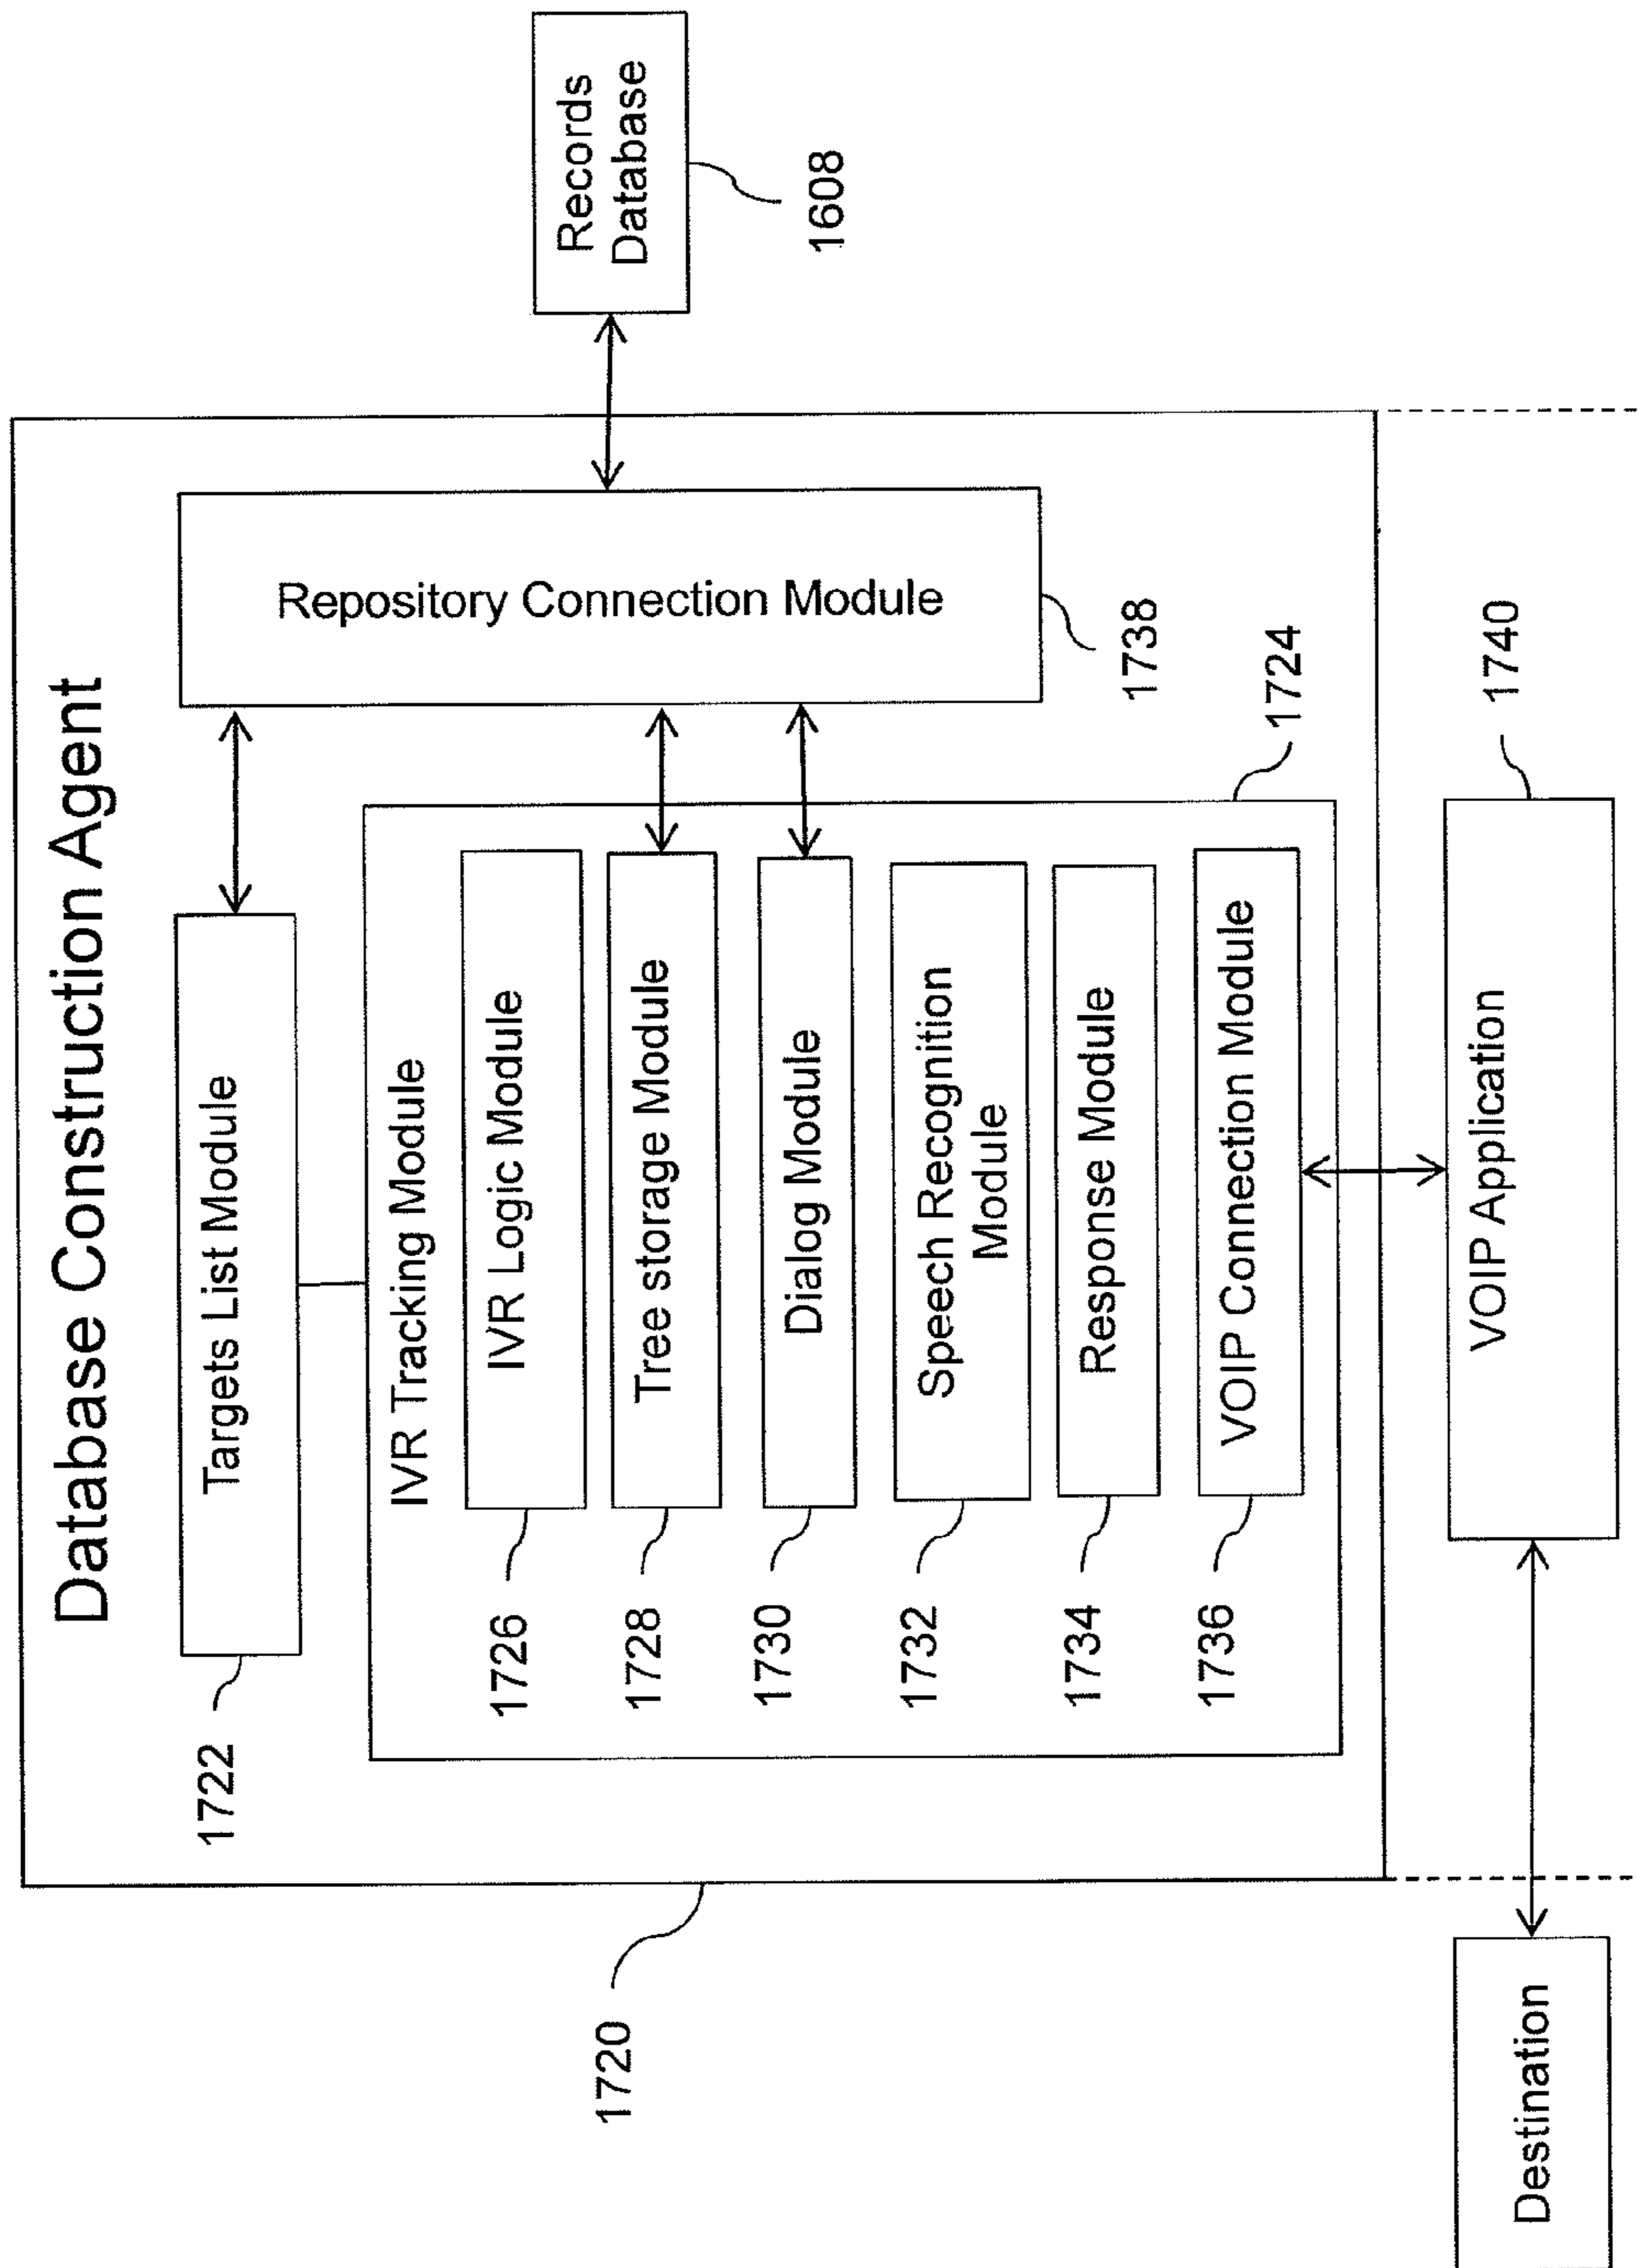 Database Construction Agent
1722
Targets List Module
IVR Tracking Module
1726
IVR Logic Module
1728
Tree storage Module
1730
Dialog Module
1732
Speech Recognition
Module
1734
Response Module
1736
VOIP Connection Module
Repository Connection Module
1738
1724
Records
Database
1608
1720
VOIP Application
1740
Destination